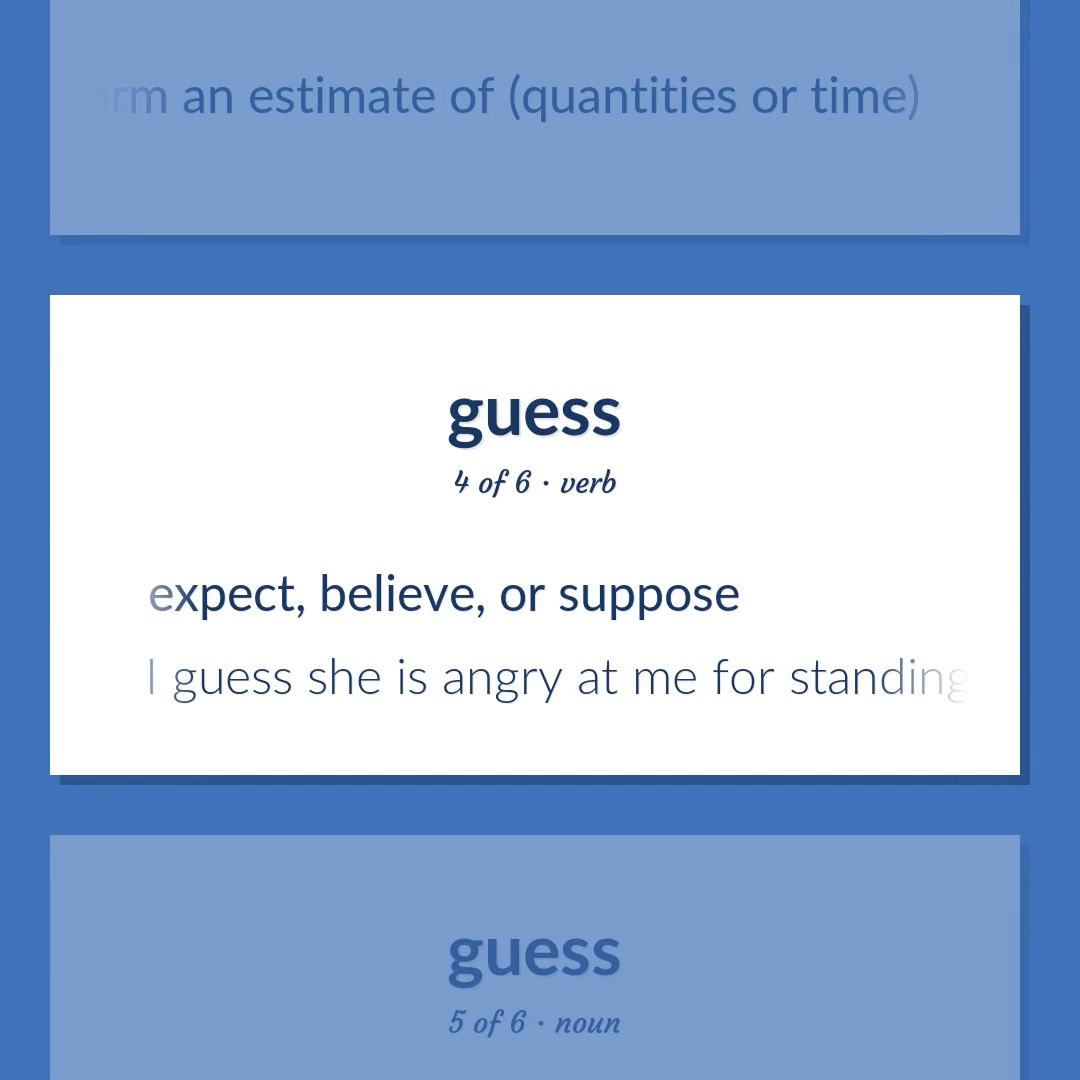 an estimate of (quantities or time)
guess
4 of 6 · verb
expect, believe, or suppose
I guess she is angry at me for standing
guess
5 of 6 · noun